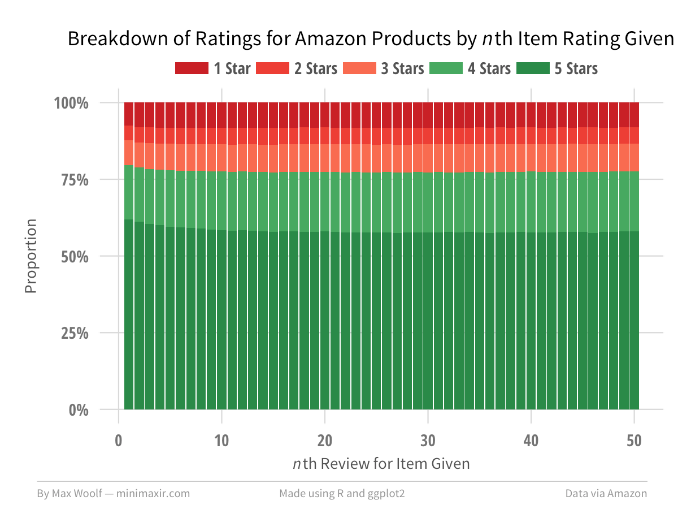 Breakdown of Ratings for Amazon Products by nth Item Rating Given
1 Star 2 Stars 3 Stars 4 Stars 5 Stars
100%
75%
50%
25%
0%
Proportion
0 10 20 30 40 50
nth Review for Item Given
By Max Woolf — minimaxir.com Made using R and ggplot2 Data via Amazon